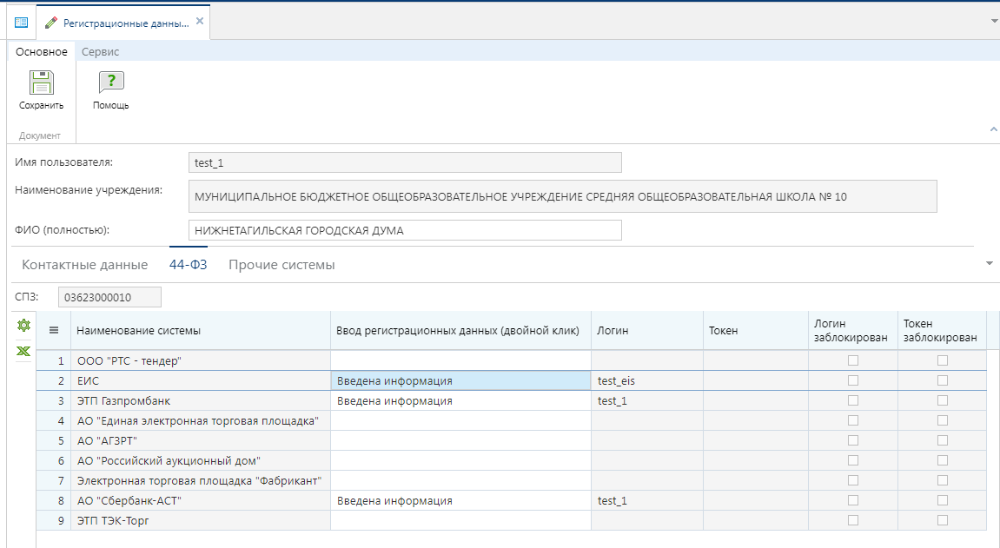 Регистрационные данны...
Основное Сервис
Сохранить Помощь
Документ
Имя пользователя: test_1
Наименование учреждения: МУНИЦИПАЛЬНОЕ БЮДЖЕТНОЕ ОБЩЕОБРАЗОВАТЕЛЬНОЕ УЧРЕЖДЕНИЕ СРЕДНЯЯ ОБЩЕОБРАЗОВАТЕЛЬНАЯ ШКОЛА № 10
ФИО (полностью): НИЖНЕТАГИЛЬСКАЯ ГОРОДСКАЯ ДУМА
Контактные данные 44-ФЗ Прочие системы
СПЗ: 03623000010
Наименование системы Ввод регистрационных данных (двойной клик) Логин Токен Логин заблокирован Токен заблокирован
1 ООО "РТС - тендер"
2 ЕИС Введена информация test_eis
3 ЭТП Газпромбанк Введена информация test_1
4 АО "Единая электронная торговая площадка"
5 АО "АГЗРТ"
6 АО "Российский аукционный дом"
7 Электронная торговая площадка "Фабрикант"
8 АО "Сбербанк-АСТ" Введена информация test_1
9 ЭТП ТЭК-Торг